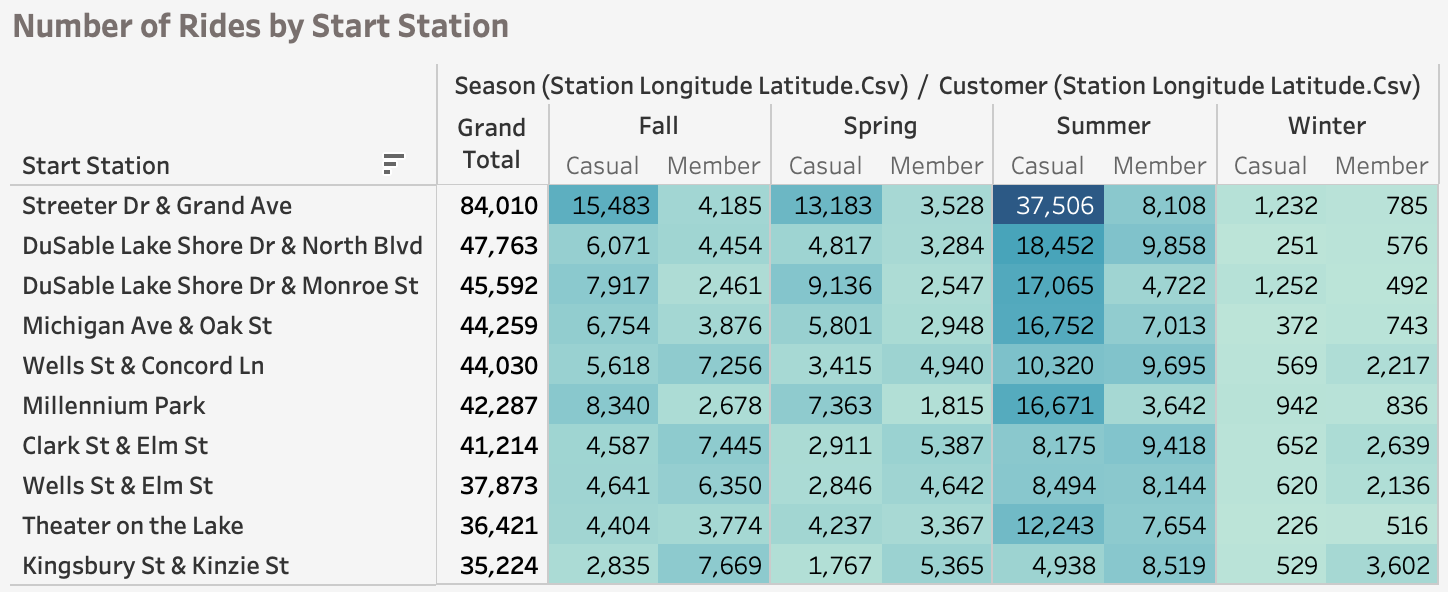 Number of Rides by Start Station
Season (Station Longitude Latitude.Csv) / Customer (Station Longitude Latitude.Csv)
Grand Total Fall Spring Summer Winter
Start Station Casual Member Casual Member Casual Member Casual Member
Streeter Dr & Grand Ave 84,010 15,483 4,185 13,183 3,528 37,506 8,108 1,232 785
DuSable Lake Shore Dr & North Blvd 47,763 6,071 4,454 4,817 3,284 18,452 9,858 251 576
DuSable Lake Shore Dr & Monroe St 45,592 7,917 2,461 9,136 2,547 17,065 4,722 1,252 492
Michigan Ave & Oak St 44,259 6,754 3,876 5,801 2,948 16,752 7,013 372 743
Wells St & Concord Ln 44,030 5,618 7,256 3,415 4,940 10,320 9,695 569 2,217
Millennium Park 42,287 8,340 2,678 7,363 1,815 16,671 3,642 942 836
Clark St & Elm St 41,214 4,587 7,445 2,911 5,387 8,175 9,418 652 2,639
Wells St & Elm St 37,873 4,641 6,350 2,846 4,642 8,494 8,144 620 2,136
Theater on the Lake 36,421 4,404 3,774 4,237 3,367 12,243 7,654 226 516
Kingsbury St & Kinzie St 35,224 2,835 7,669 1,767 5,365 4,938 8,519 529 3,602